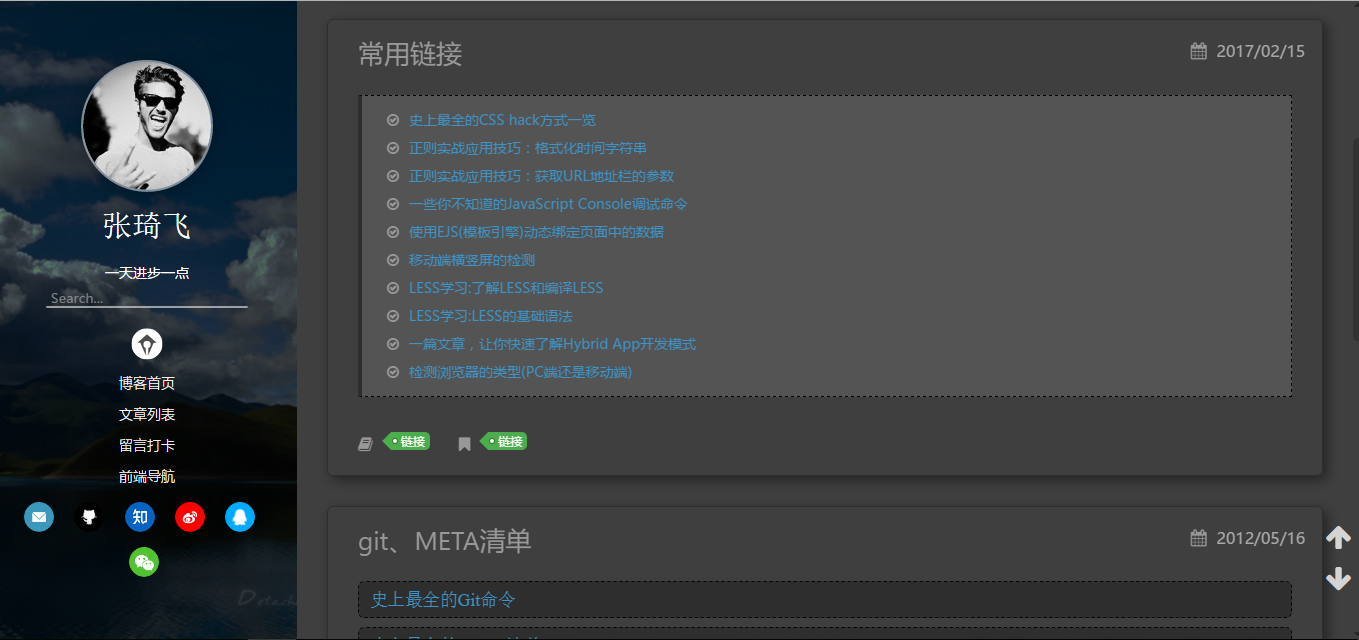 张琦飞
一天进步一点
Search...
博客首页
文章列表
留言打卡
前端导航
知
常用链接
2017/02/15
史上最全的CSS hack方式一览
正则实战应用技巧：格式化时间字符串
正则实战应用技巧：获取URL地址栏的参数
一些你不知道的JavaScript Console调试命令
使用EJS(模板引擎)动态绑定页面中的数据
移动端横竖屏的检测
LESS学习:了解LESS和编译LESS
LESS学习:LESS的基础语法
一篇文章，让你快速了解Hybrid App开发模式
检测浏览器的类型(PC端还是移动端)
链接
链接
git、META清单
2012/05/16
史上最全的Git命令